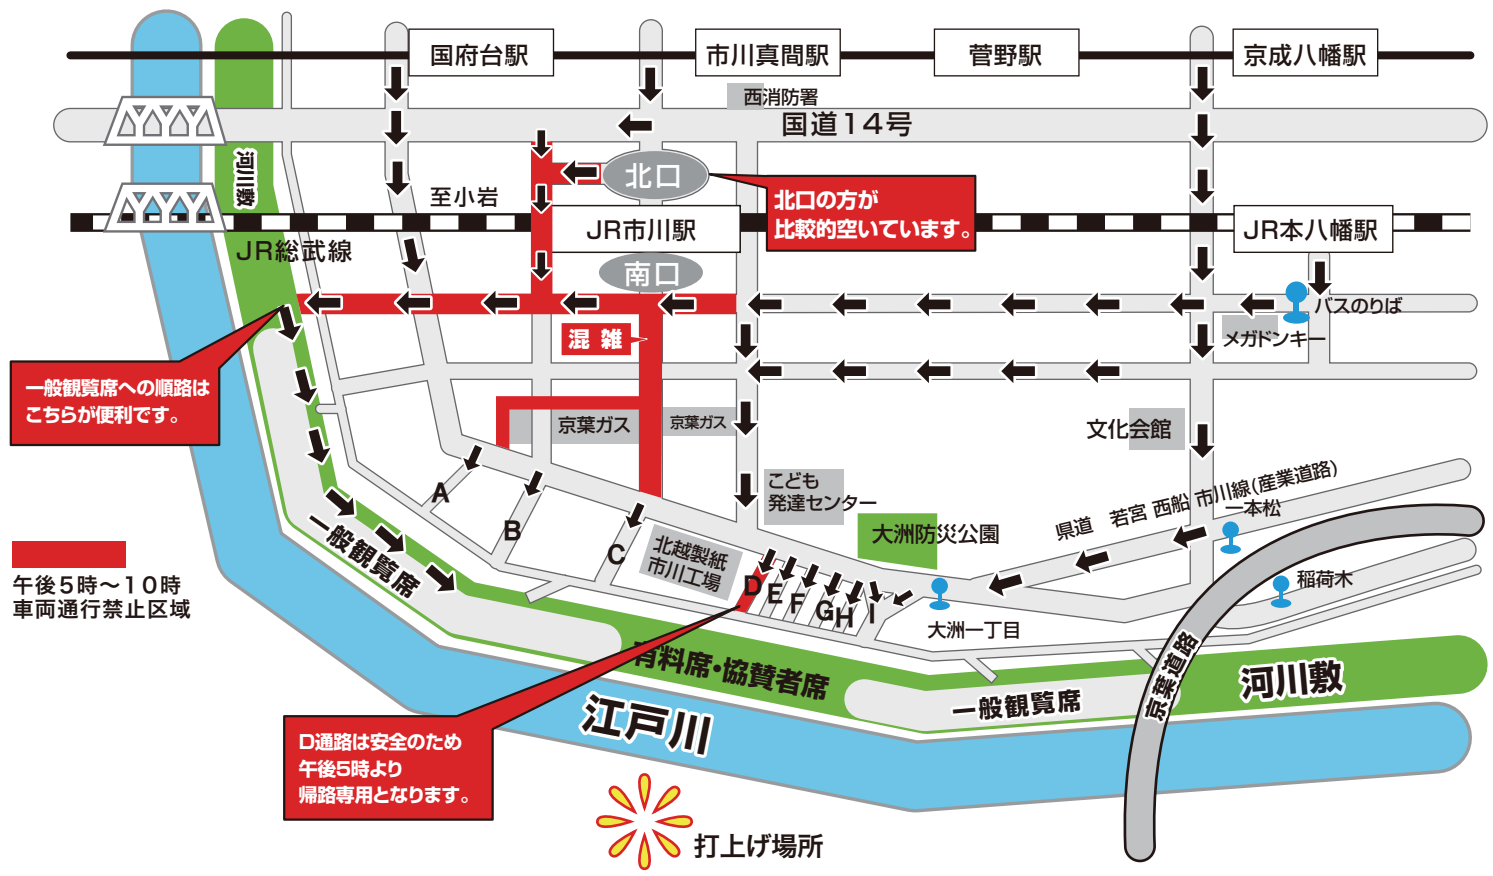 国府台駅
市川真間駅
菅野駅
京成八幡駅
西消防署
国道14号
河川敷
至小岩
北口
北口の方が
比較的空いています。
JR総武線
JR市川駅
JR本八幡駅
南口
バスのりば
メガドンキー
混雑
一般観覧席への順路は
こちらが便利です。
京葉ガス
京葉ガス
文化会館
こども
発達センター
県道 若宮 西船 市川線(産業道路)
一本松
A
B
C
一般観覧席
北越製紙
市川工場
大洲防災公園
D
E
F
G
H
I
稲荷木
大洲一丁目
午後5時〜10時
車両通行禁止区域
有料席・協賛者席
一般観覧席
河川敷
京葉道路
江戸川
D通路は安全のため
午後5時より
帰路専用となります。
打上げ場所